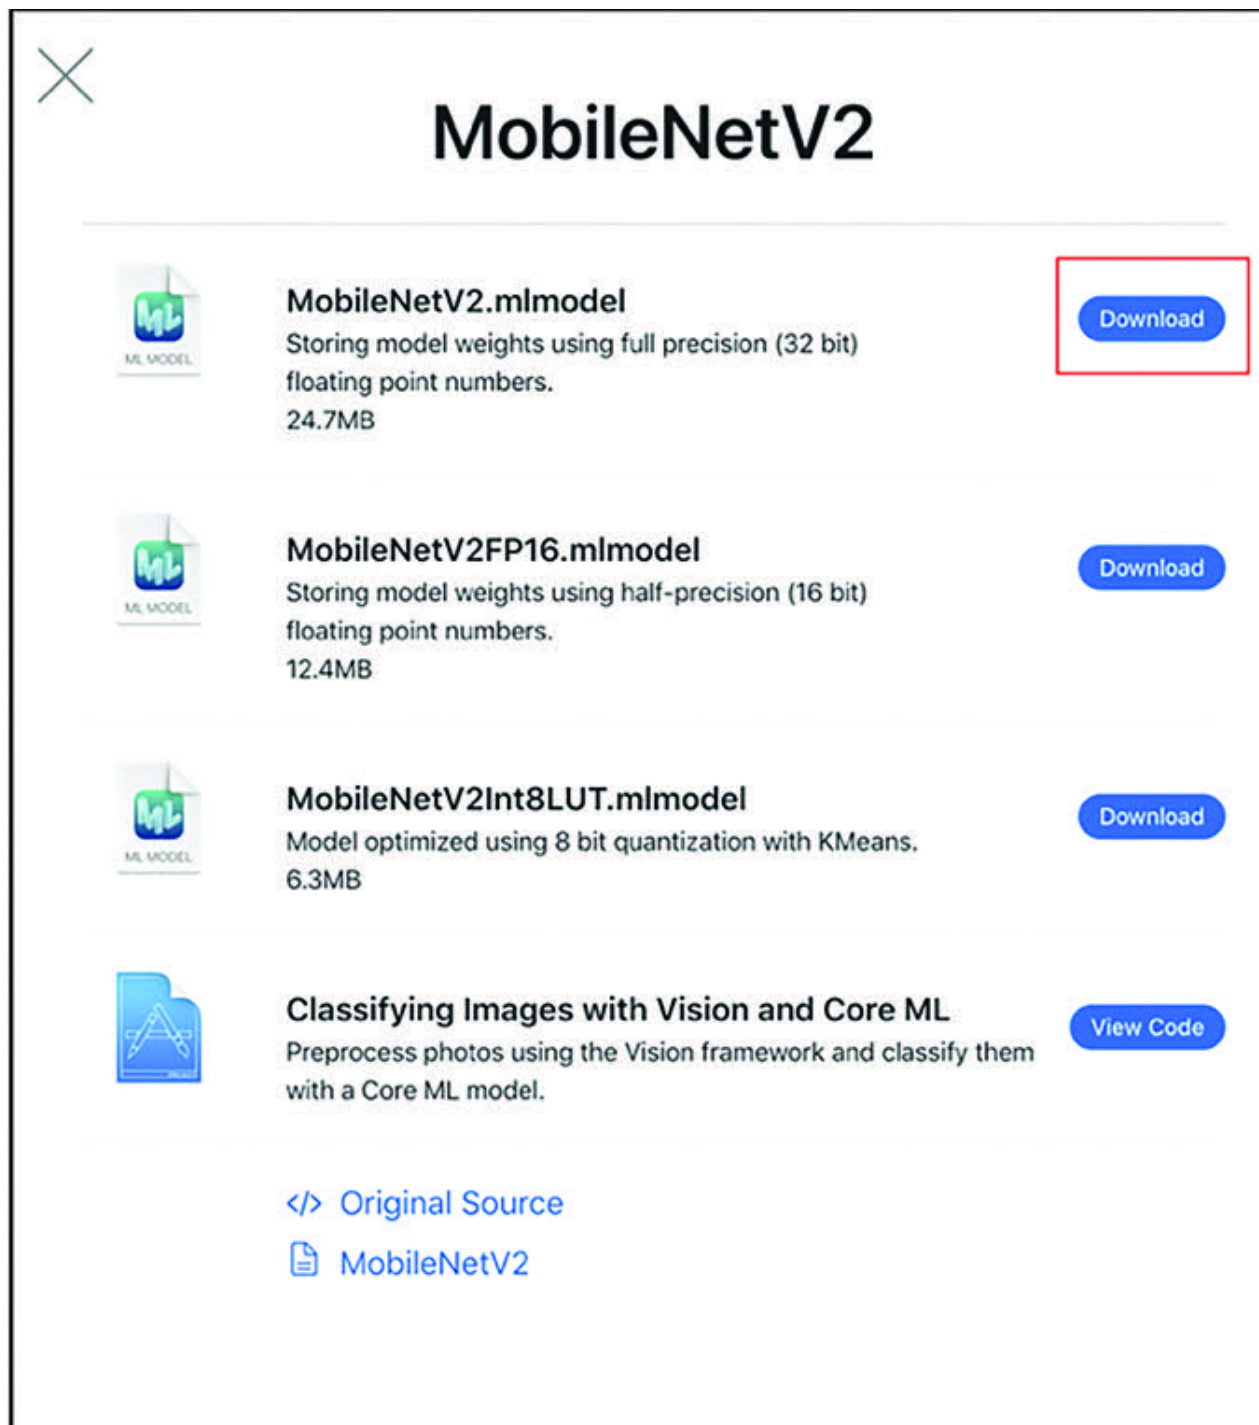 MobileNetV2
MobileNetV2.mlmodel
Download
Storing model weights using full precision (32 bit)
floating point numbers.
24.7MB
ML MODEL
MobileNetV2FP16.mlmodel
Download
Storing model weights using half-precision (16 bit)
floating point numbers.
12.4MB
ML MODEL
MobileNetV2Int8LUT.mlmodel
Download
Model optimized using 8 bit quantization with KMeans.
6.3MB
ML MODEL
Classifying Images with Vision and Core ML
View Code
Preprocess photos using the Vision framework and classify them
with a Core ML model.
</> Original Source
MobileNetV2